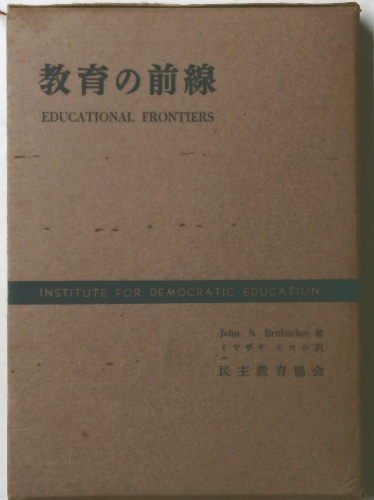 教育の前線
EDUCATIONAL FRONTIERS
INSTITUTE FOR DEMOCRATIC EDUCATION
John S. Brubacher 著
ミヤザキ ヒロシ 訳
民主教育協会